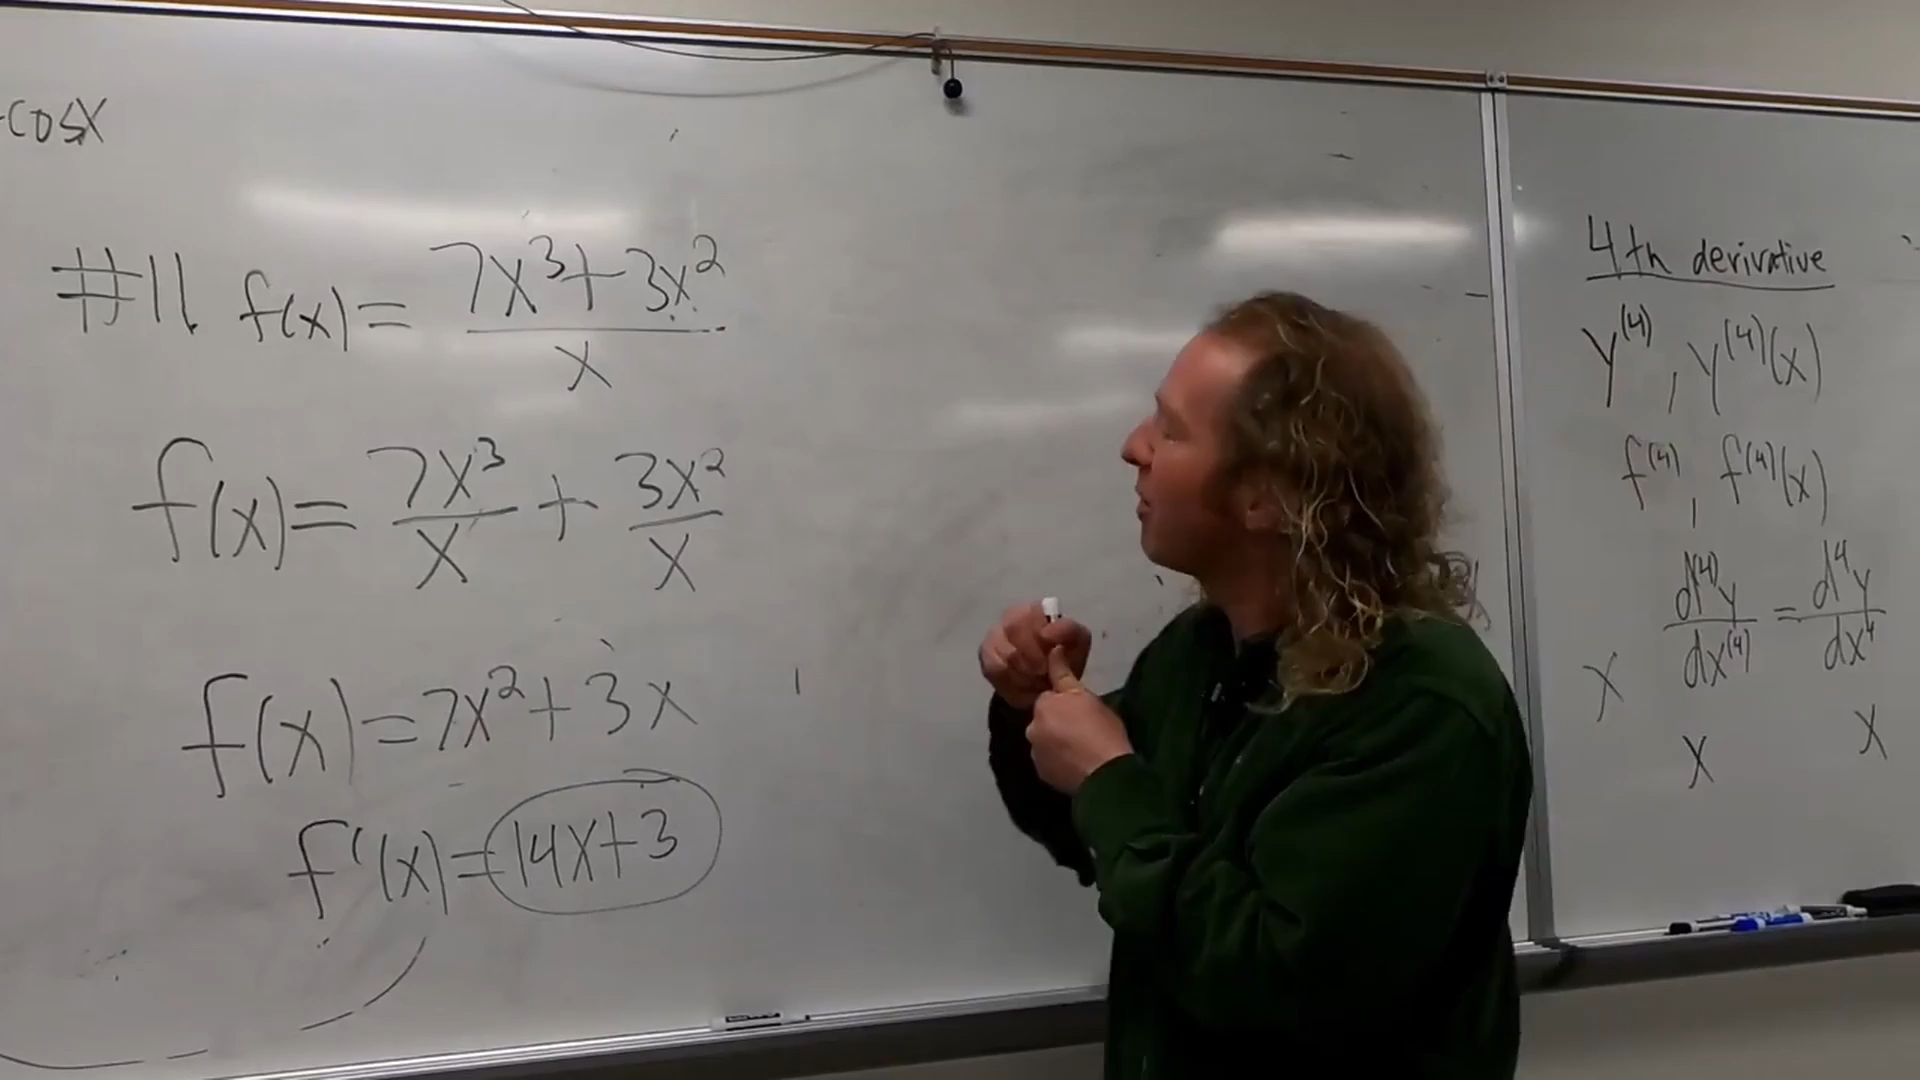 -cosx
#11 f(x) = (7x³+3x²)/x
f(x) = 7x³/x + 3x²/x
f(x) = 7x²+3x
f'(x) = 14x+3
4th derivative
y⁽⁴⁾, y⁽⁴⁾(x)
f⁽⁴⁾, f⁽⁴⁾(x)
d⁽⁴⁾y/dx⁽⁴⁾ = d⁴y/dx⁴
x
x x